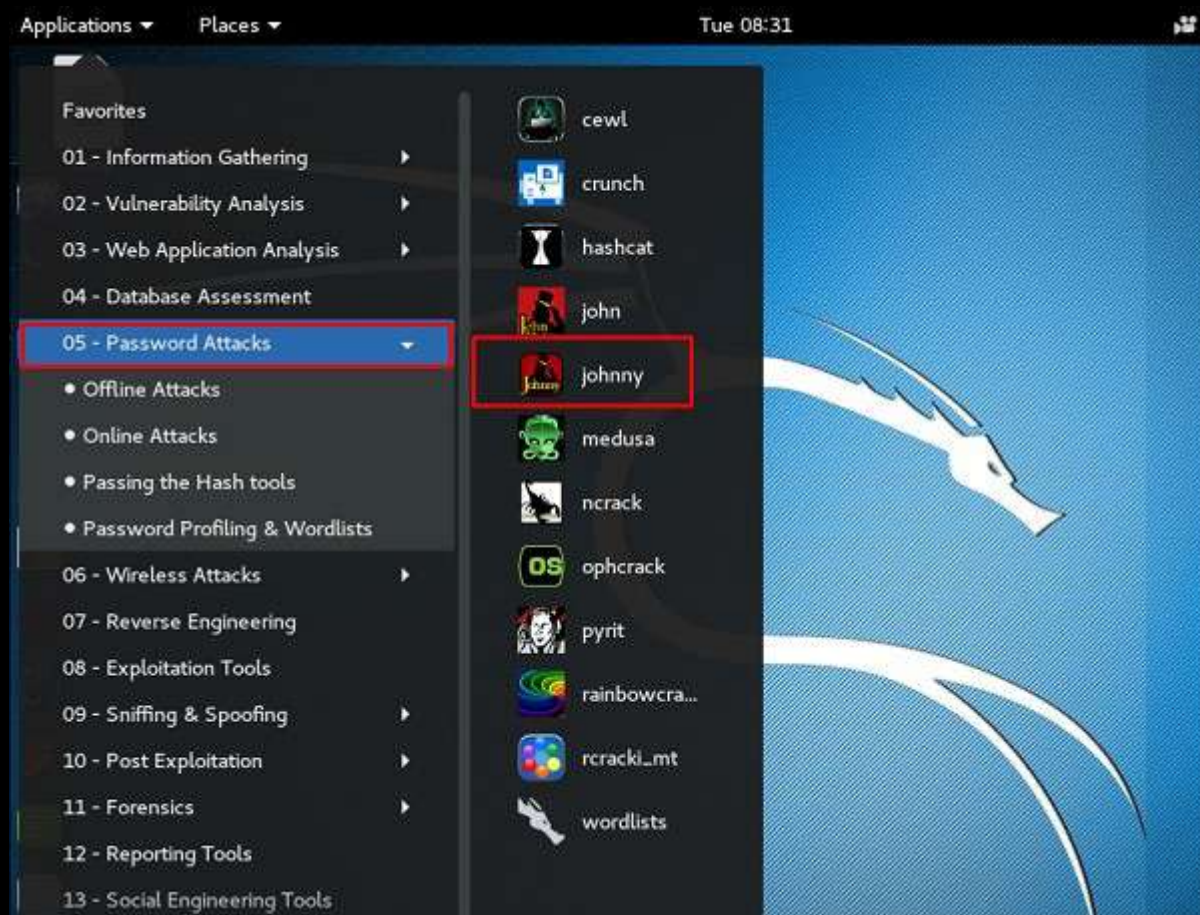 Applications Places Tue 08:31
Favorites
01 - Information Gathering
02 - Vulnerability Analysis
03 - Web Application Analysis
04 - Database Assessment
05 - Password Attacks
• Offline Attacks
• Online Attacks
• Passing the Hash tools
• Password Profiling & Wordlists
06 - Wireless Attacks
07 - Reverse Engineering
08 - Exploitation Tools
09 - Sniffing & Spoofing
10 - Post Exploitation
11 - Forensics
12 - Reporting Tools
13 - Social Engineering Tools
cewl
crunch
hashcat
John
john
Johnny
johnny
medusa
ncrack
OS
ophcrack
pyrit
rainbowcra...
rcracki_mt
wordlists